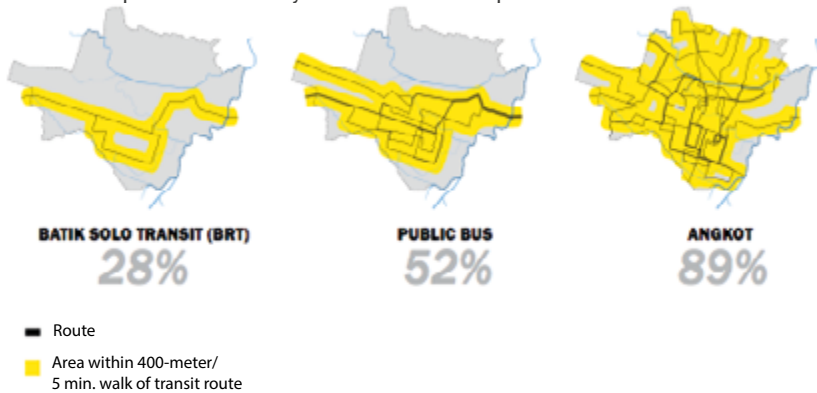 BATIK SOLO TRANSIT (BRT)
28%
PUBLIC BUS
52%
ANGKOT
89%
Route
Area within 400-meter/
5 min. walk of transit route